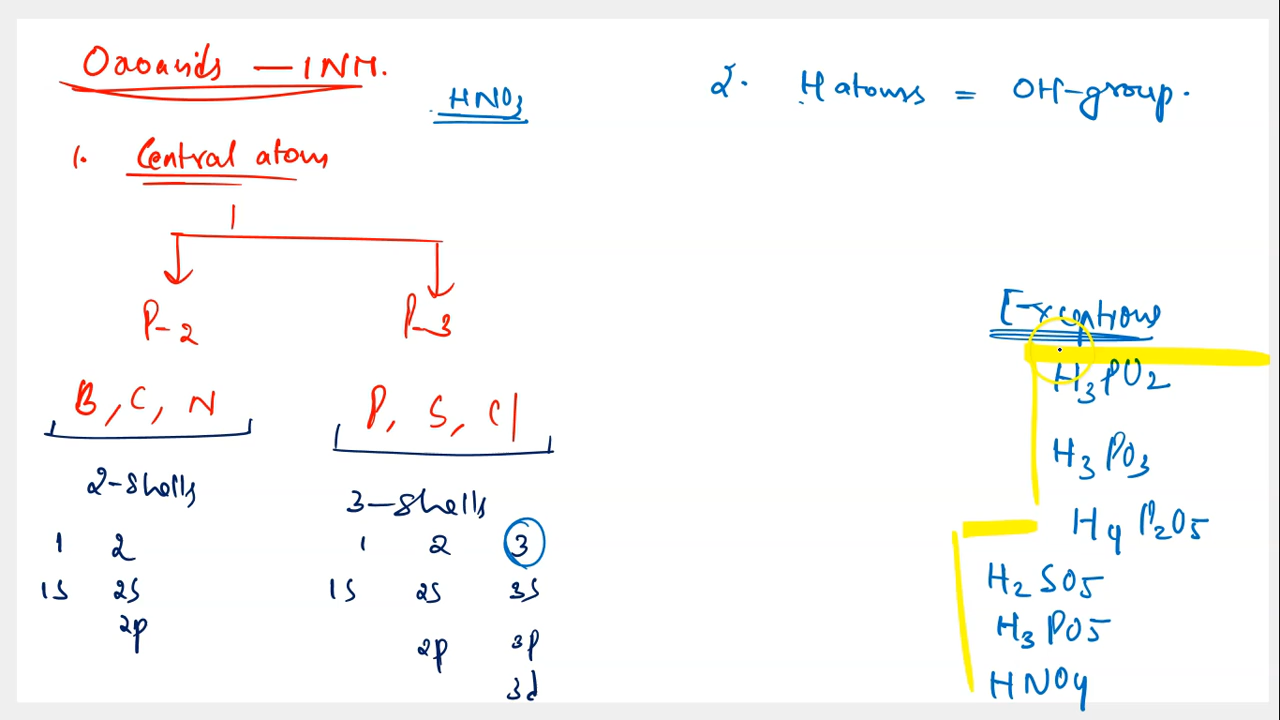 Oxoacids — INM.
HNO3
1. Central atom
P-2 P-3
B, C, N P, S, Cl
2-shells 3-shells
1 2 1 2 3
1S 2S 1S 2S 3S
2p 2p 3p
3d
2. H atoms = OH-group.
Exceptions
H3PO2
H3PO3
H4P2O5
H2SO5
H3PO5
HNO4